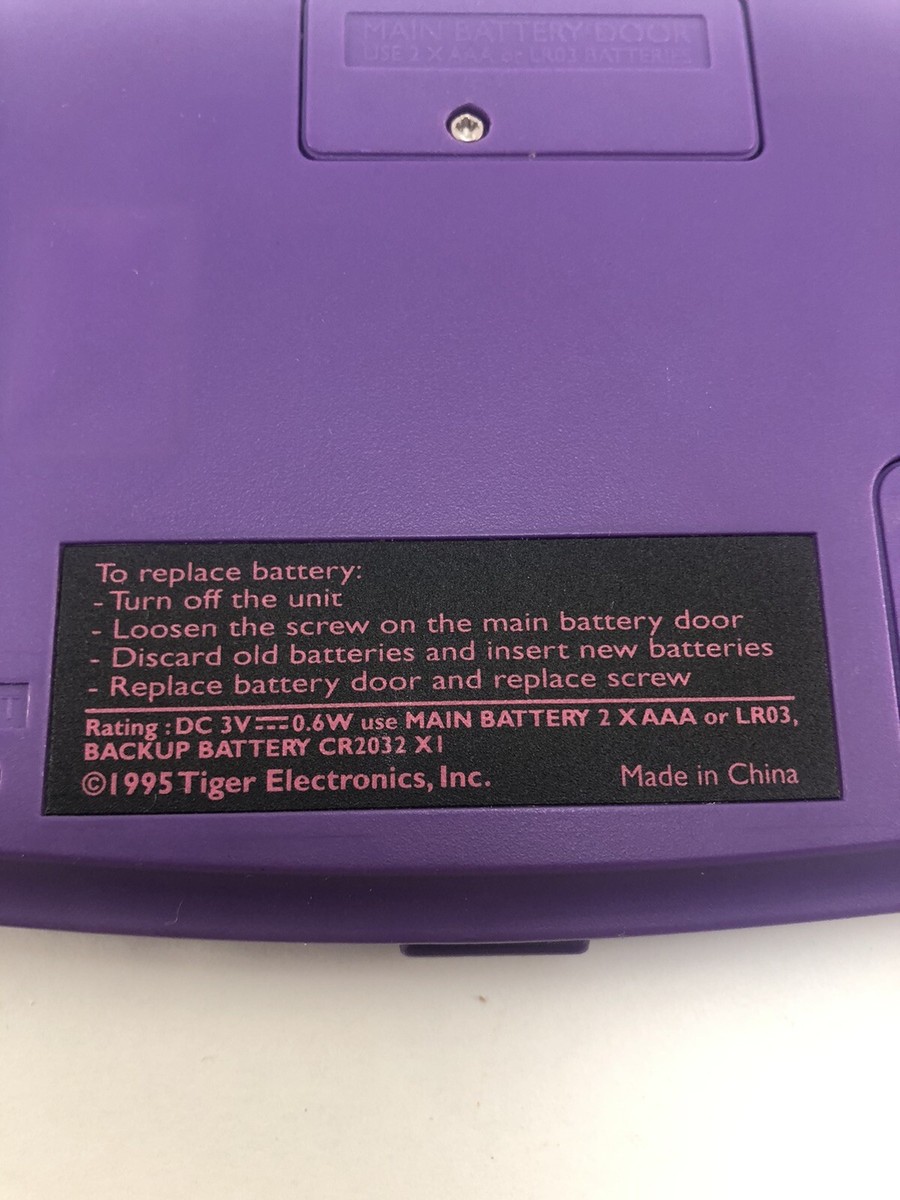 MAIN BATTERY DOOR
USE 2 X AAA or LR03 BATTERIES
To replace battery:
- Turn off the unit
- Loosen the screw on the main battery door
- Discard old batteries and insert new batteries
- Replace battery door and replace screw
Rating : DC 3V⎓0.6W use MAIN BATTERY 2 X AAA or LR03,
BACKUP BATTERY CR2032 X1
©1995 Tiger Electronics, Inc. Made in China